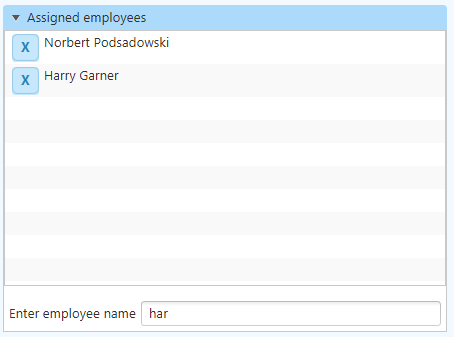 Assigned employees
X Norbert Podsadowski
X Harry Garner
Enter employee name har